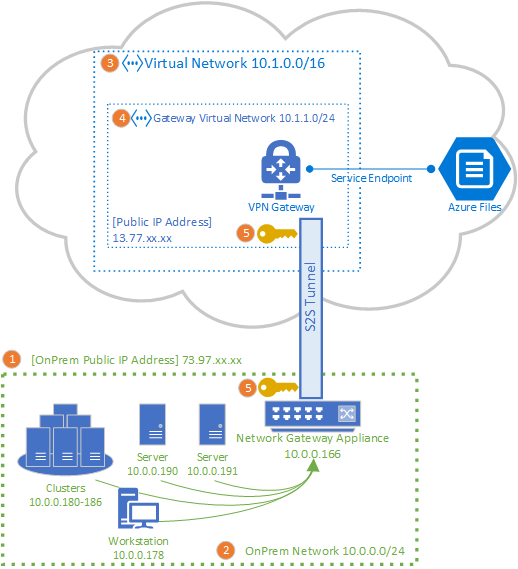 3 Virtual Network 10.1.0.0/16
4 Gateway Virtual Network 10.1.1.0/24
Service Endpoint
VPN Gateway
Azure Files
[Public IP Address]
13.77.xx.xx
5
S2S Tunnel
1 [OnPrem Public IP Address] 73.97.xx.xx
5
Network Gateway Appliance
10.0.0.166
Server
10.0.0.190
Server
10.0.0.191
Clusters
10.0.0.180-186
Workstation
10.0.0.178
2 OnPrem Network 10.0.0.0/24